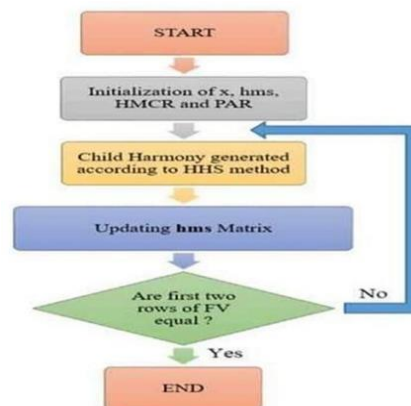 START
Initialization of x, hms,
HMCR and PAR
Child Harmony generated
according to HHS method
Updating hms Matrix
Are first two
rows of FV
equal ?
No
Yes
END